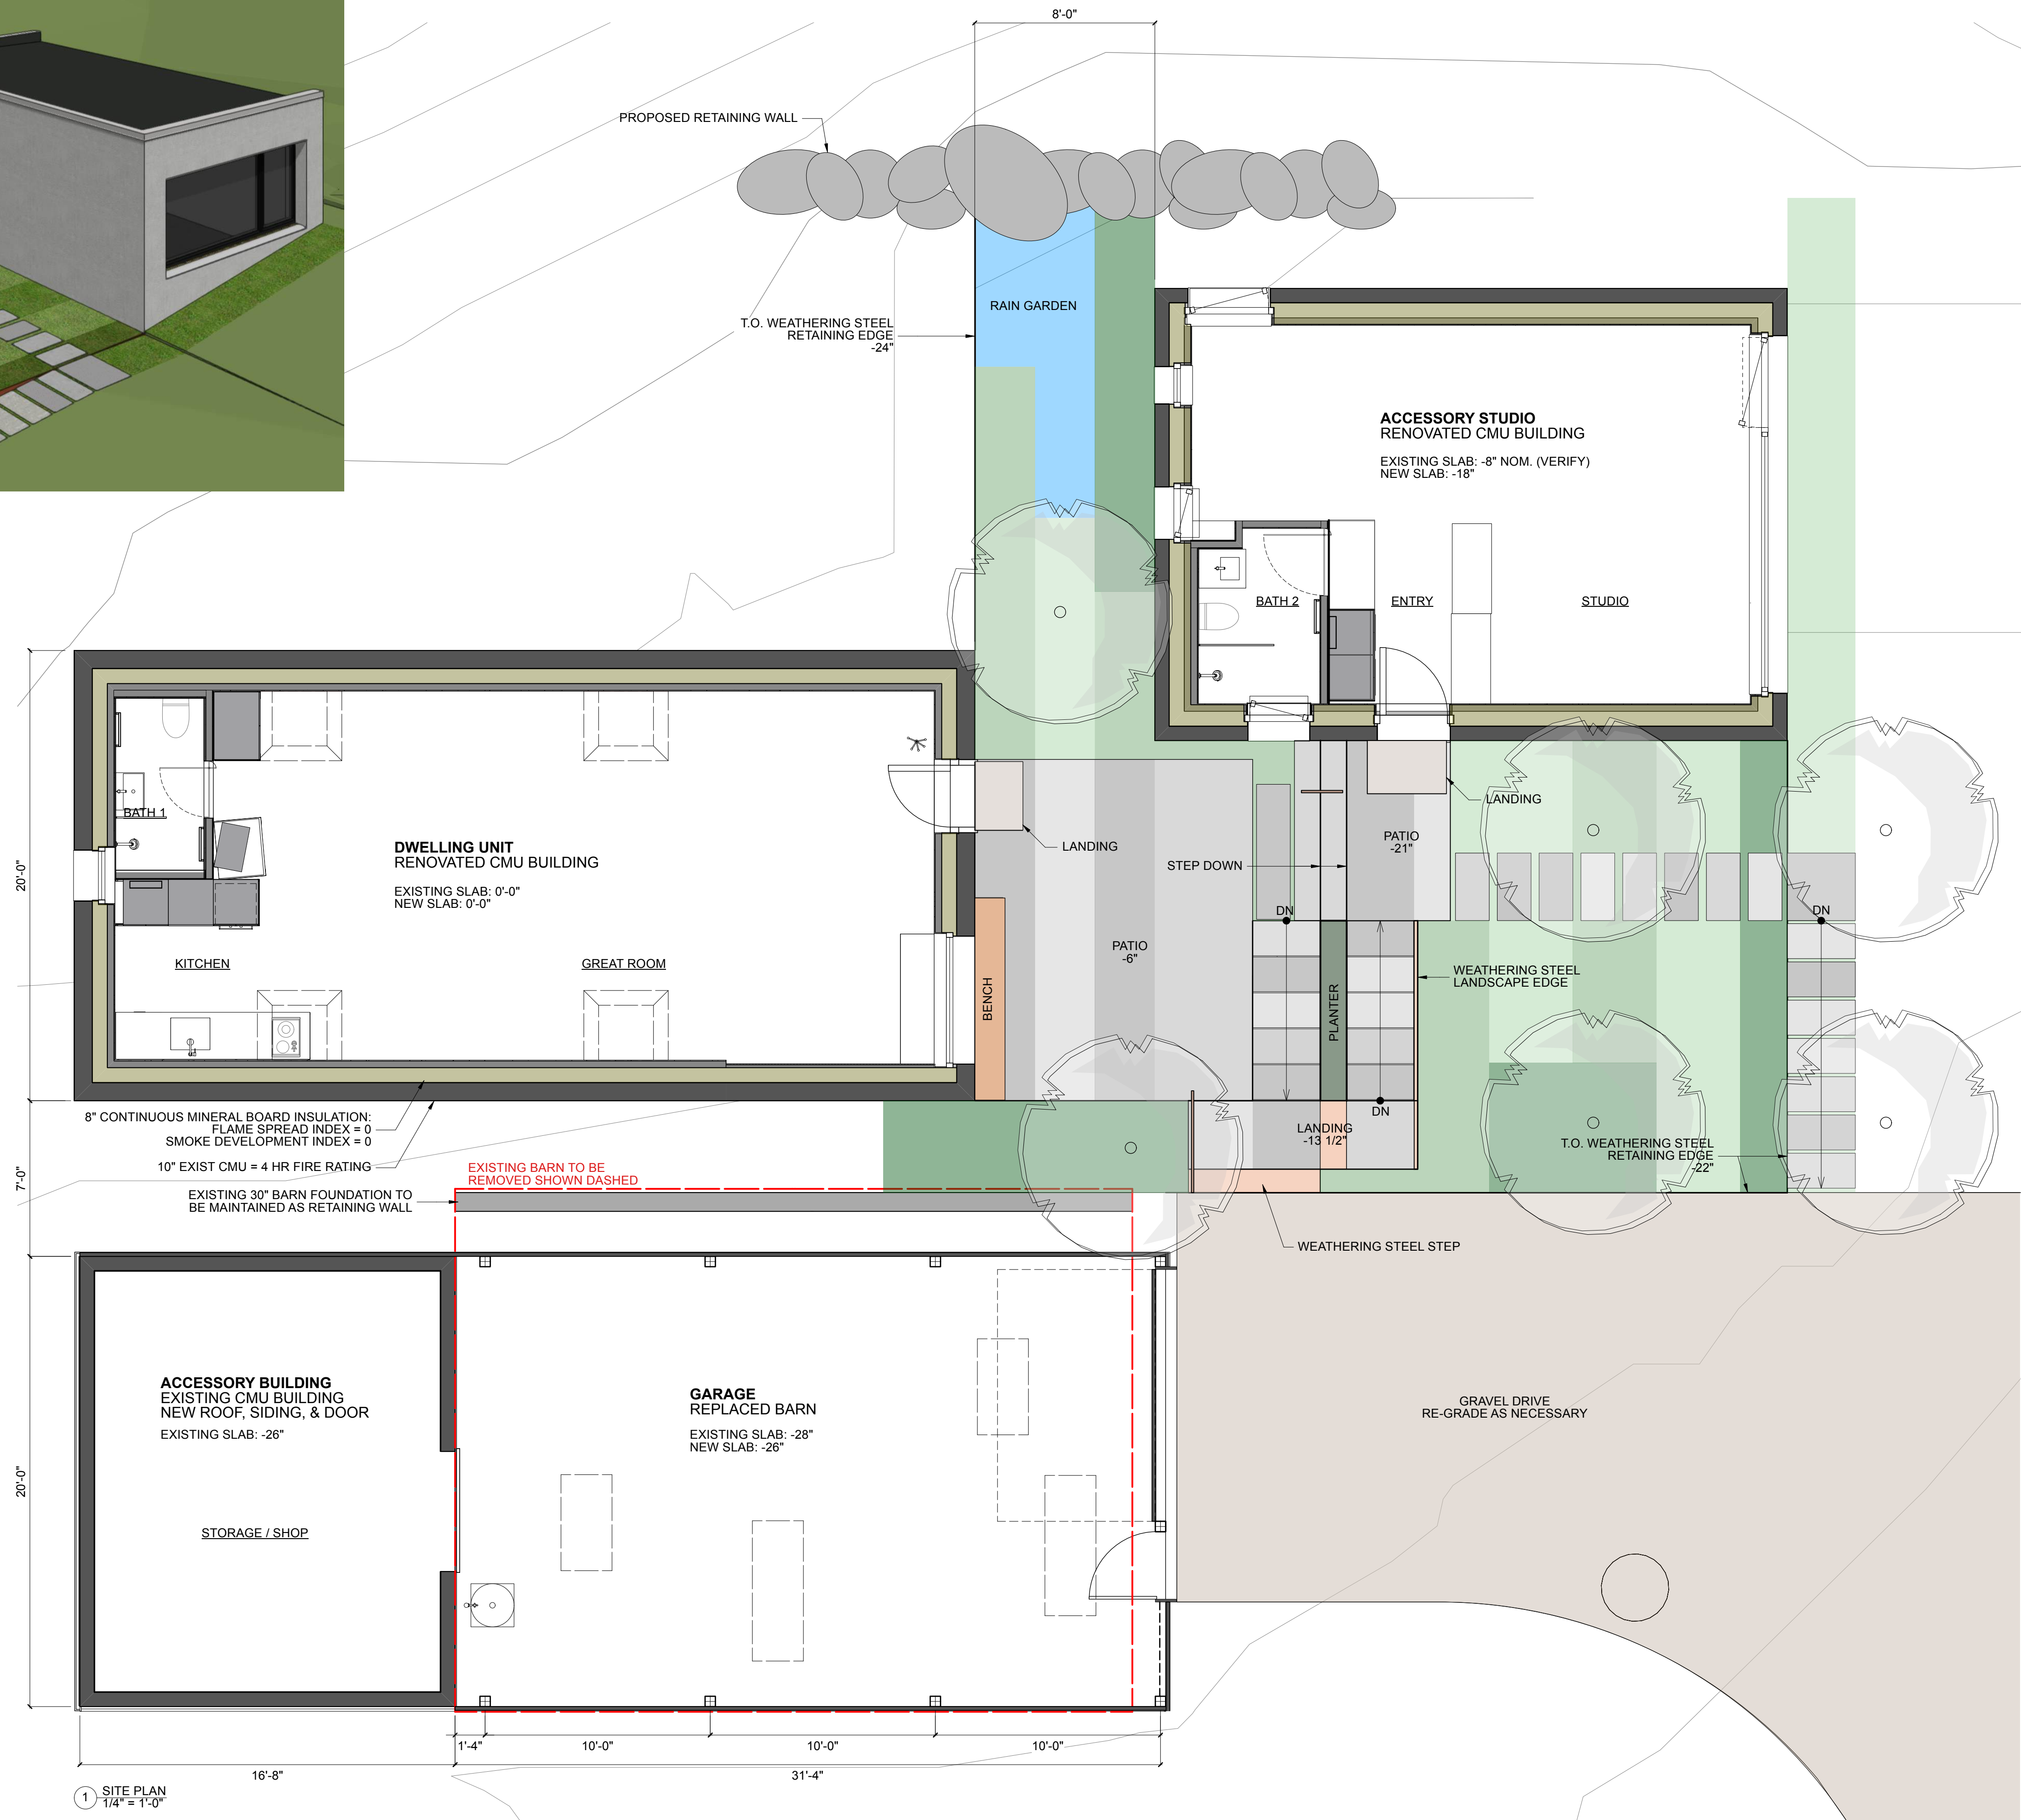 8'-0"
PROPOSED RETAINING WALL
RAIN GARDEN
T.O. WEATHERING STEEL
RETAINING EDGE
-24"
ACCESSORY STUDIO
RENOVATED CMU BUILDING
EXISTING SLAB: -8" NOM. (VERIFY)
NEW SLAB: -18"
BATH 2
ENTRY
STUDIO
20'-0"
BATH 1
DWELLING UNIT
RENOVATED CMU BUILDING
EXISTING SLAB: 0'-0"
NEW SLAB: 0'-0"
KITCHEN
GREAT ROOM
LANDING
BENCH
PATIO
-6"
STEP DOWN
PATIO
-21"
LANDING
DN
DN
PLANTER
WEATHERING STEEL
LANDSCAPE EDGE
DN
LANDING
-13 1/2"
T.O. WEATHERING STEEL
RETAINING EDGE
-22"
8" CONTINUOUS MINERAL BOARD INSULATION:
FLAME SPREAD INDEX = 0
SMOKE DEVELOPMENT INDEX = 0
10" EXIST CMU = 4 HR FIRE RATING
7'-0"
EXISTING BARN TO BE
REMOVED SHOWN DASHED
EXISTING 30" BARN FOUNDATION TO
BE MAINTAINED AS RETAINING WALL
WEATHERING STEEL STEP
20'-0"
ACCESSORY BUILDING
EXISTING CMU BUILDING
NEW ROOF, SIDING, & DOOR
EXISTING SLAB: -26"
STORAGE / SHOP
GARAGE
REPLACED BARN
EXISTING SLAB: -28"
NEW SLAB: -26"
GRAVEL DRIVE
RE-GRADE AS NECESSARY
1'-4"
10'-0"
10'-0"
10'-0"
16'-8"
31'-4"
1
SITE PLAN
1/4" = 1'-0"